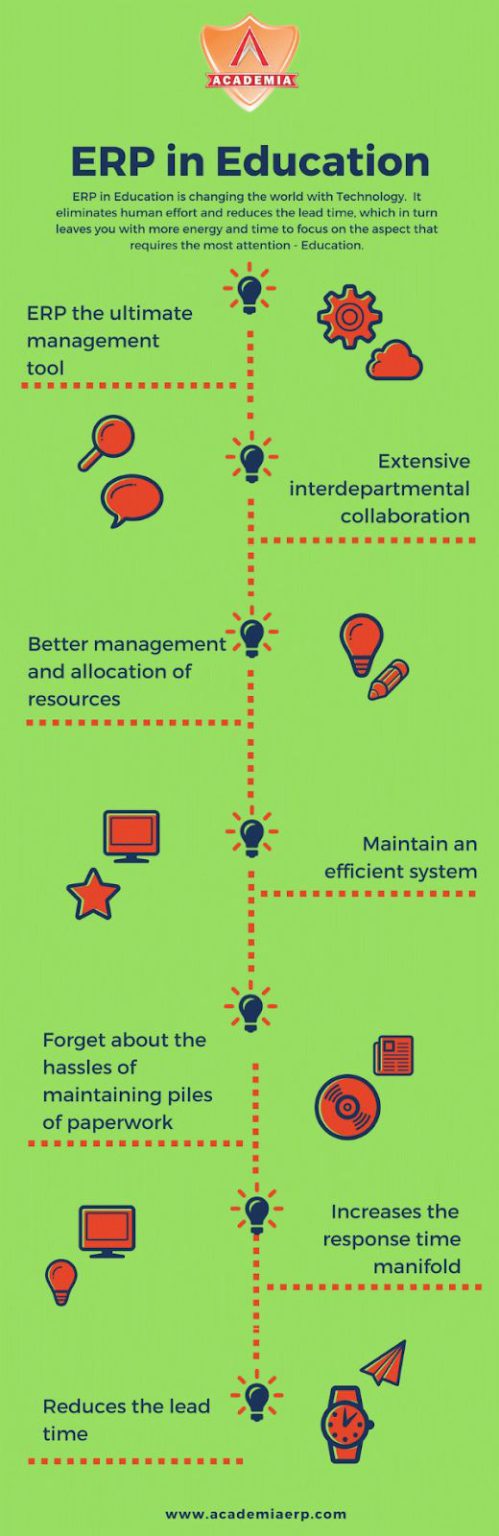 ACADEMIA
ERP in Education
ERP in Education is changing the world with Technology. It
eliminates human effort and reduces the lead time, which in turn
leaves you with more energy and time to focus on the aspect that
requires the most attention - Education.
ERP the ultimate
management
tool
Extensive
interdepartmental
collaboration
Better management
and allocation of
resources
Maintain an
efficient system
Forget about the
hassles of
maintaining piles
of paperwork
Increases the
response time
manifold
Reduces the lead
time
www.academiaerp.com